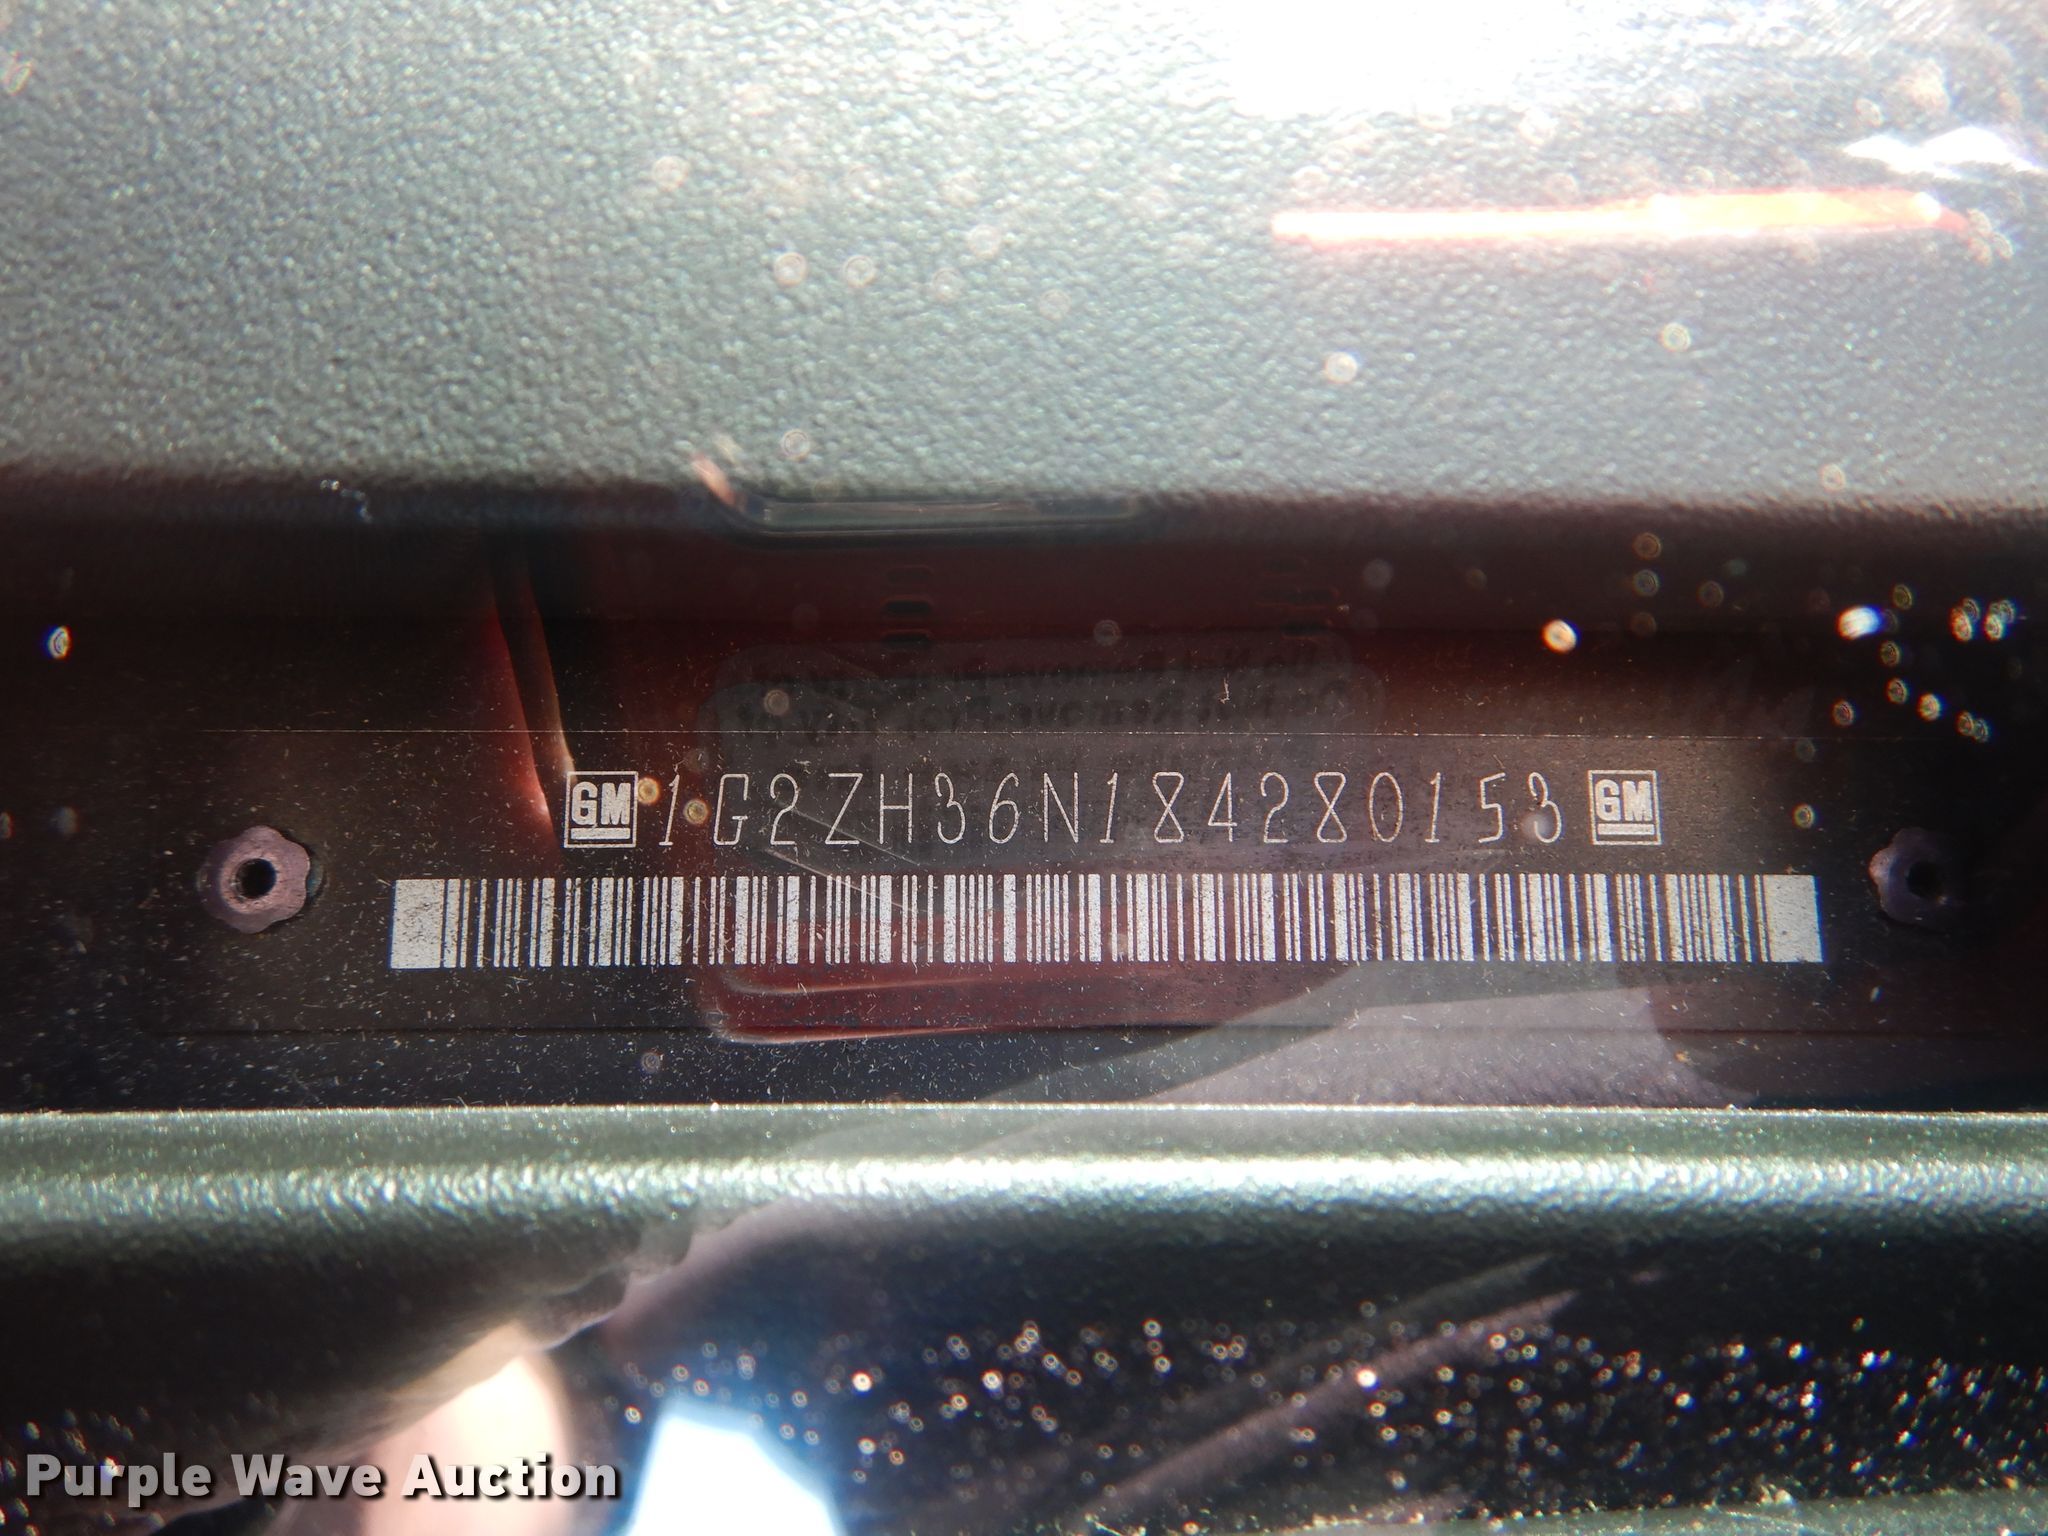 GM 1G2ZH36N184280153 GM
Purple Wave Auction